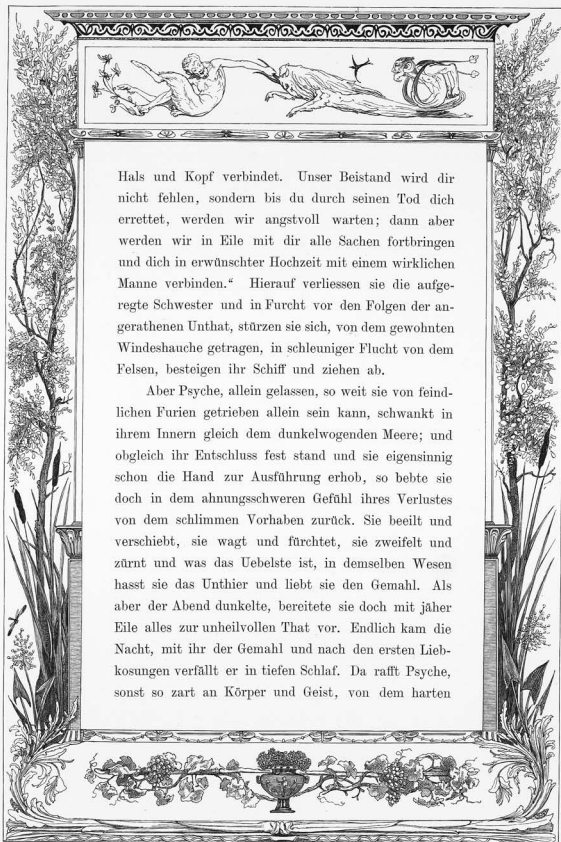 Hals und Kopf verbindet. Unser Beistand wird dir
nicht fehlen, sondern bis du durch seinen Tod dich
errettet, werden wir angstvoll warten; dann aber
werden wir in Eile mit dir alle Sachen fortbringen
und dich in erwünschter Hochzeit mit einem wirklichen
Manne verbinden.“ Hierauf verliessen sie die aufge-
regte Schwester und in Furcht vor den Folgen der an-
gerathenen Unthat, stürzen sie sich, von dem gewohnten
Windeshauche getragen, in schleuniger Flucht von dem
Felsen, besteigen ihr Schiff und ziehen ab.
Aber Psyche, allein gelassen, so weit sie von feind-
lichen Furien getrieben allein sein kann, schwankt in
ihrem Innern gleich dem dunkelwogenden Meere; und
obgleich ihr Entschluss fest stand und sie eigensinnig
schon die Hand zur Ausführung erhob, so bebte sie
doch in dem ahnungsschweren Gefühl ihres Verlustes
von dem schlimmen Vorhaben zurück. Sie beeilt und
verschiebt, sie wagt und fürchtet, sie zweifelt und
zürnt und was das Uebelste ist, in demselben Wesen
hasst sie das Unthier und liebt sie den Gemahl. Als
aber der Abend dunkelte, bereitete sie doch mit jäher
Eile alles zur unheilvollen That vor. Endlich kam die
Nacht, mit ihr der Gemahl und nach den ersten Lieb-
kosungen verfällt er in tiefen Schlaf. Da rafft Psyche,
sonst so zart an Körper und Geist, von dem harten